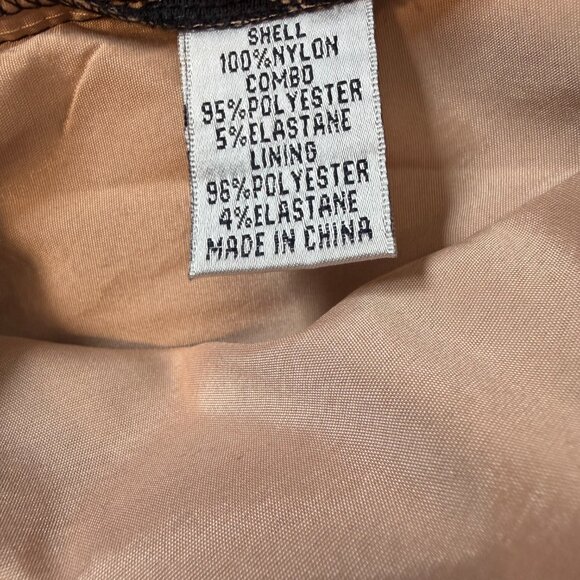 SHELL
100%NYLON
COMBO
95%POLYESTER
5%ELASTANE
LINING
96%POLYESTER
4%ELASTANE
MADE IN CHINA